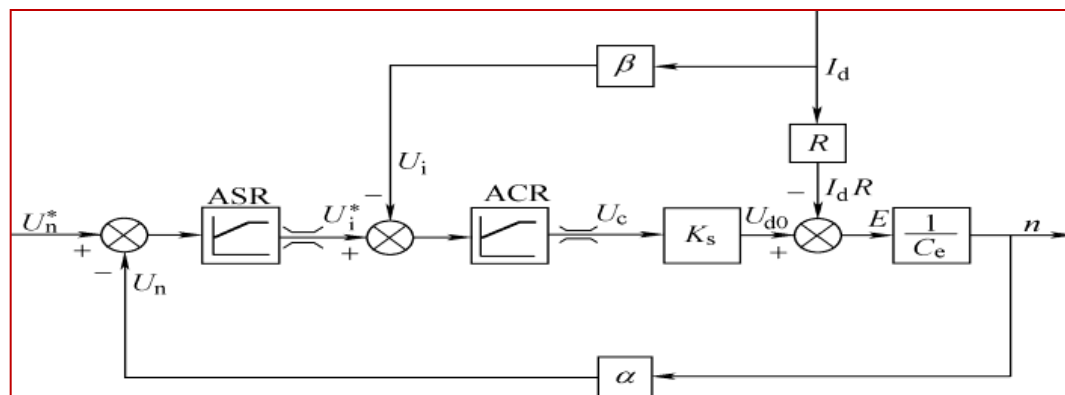 β
I_d
R
U_i
− I_d R
ASR
ACR
U_n^*
+
−
U_i^*
−
+
U_c
K_s
U_d0
+
E
1
C_e
n
U_n
α